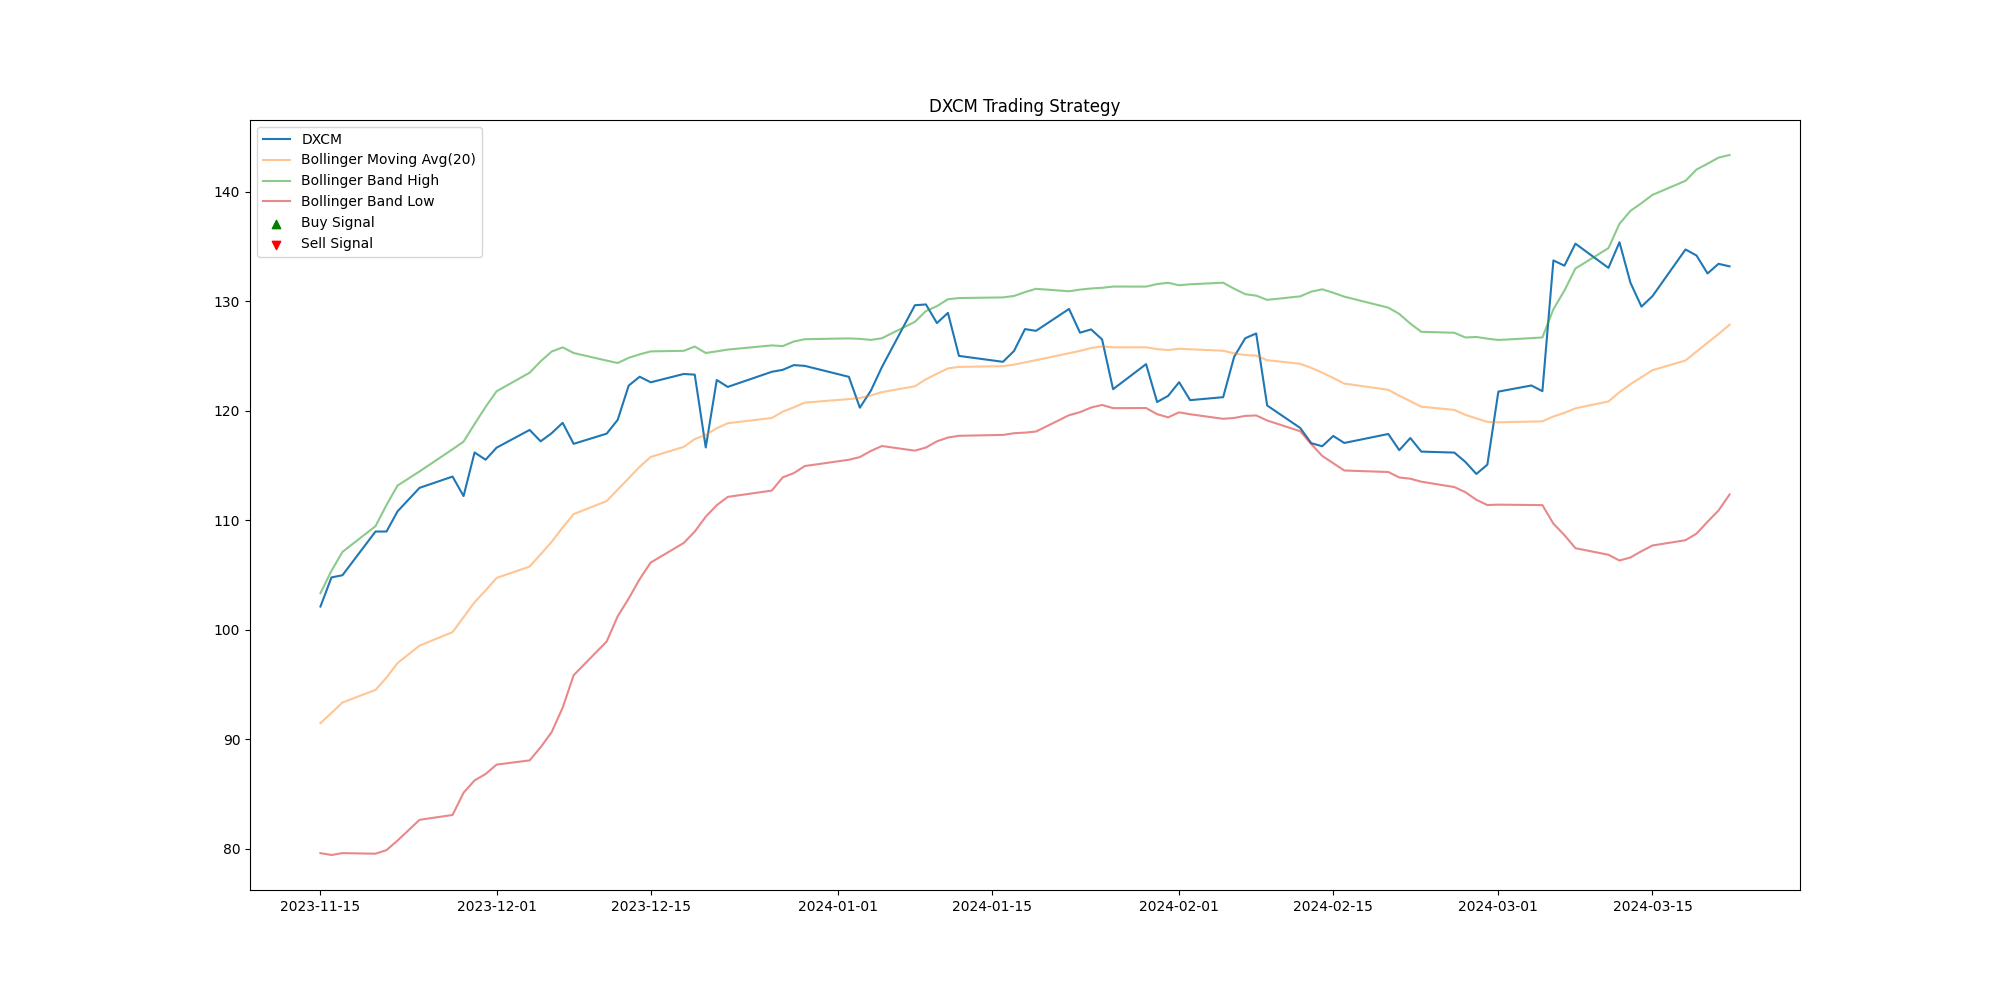 DXCM Trading Strategy
DXCM
Bollinger Moving Avg(20)
Bollinger Band High
Bollinger Band Low
Buy Signal
Sell Signal
140
130
120
110
100
90
80
2023-11-15 2023-12-01 2023-12-15 2024-01-01 2024-01-15 2024-02-01 2024-02-15 2024-03-01 2024-03-15